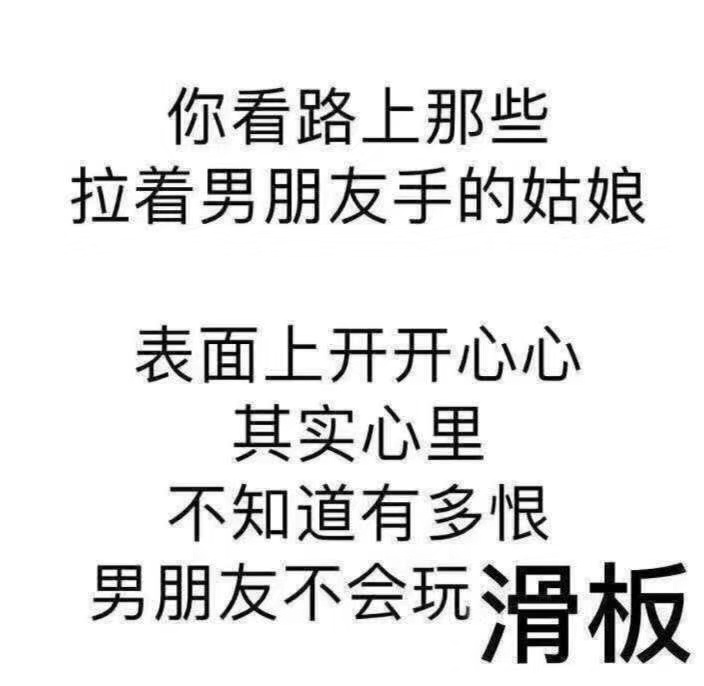 你看路上那些
拉着男朋友手的姑娘
表面上开开心心
其实心里
不知道有多恨
男朋友不会玩滑板